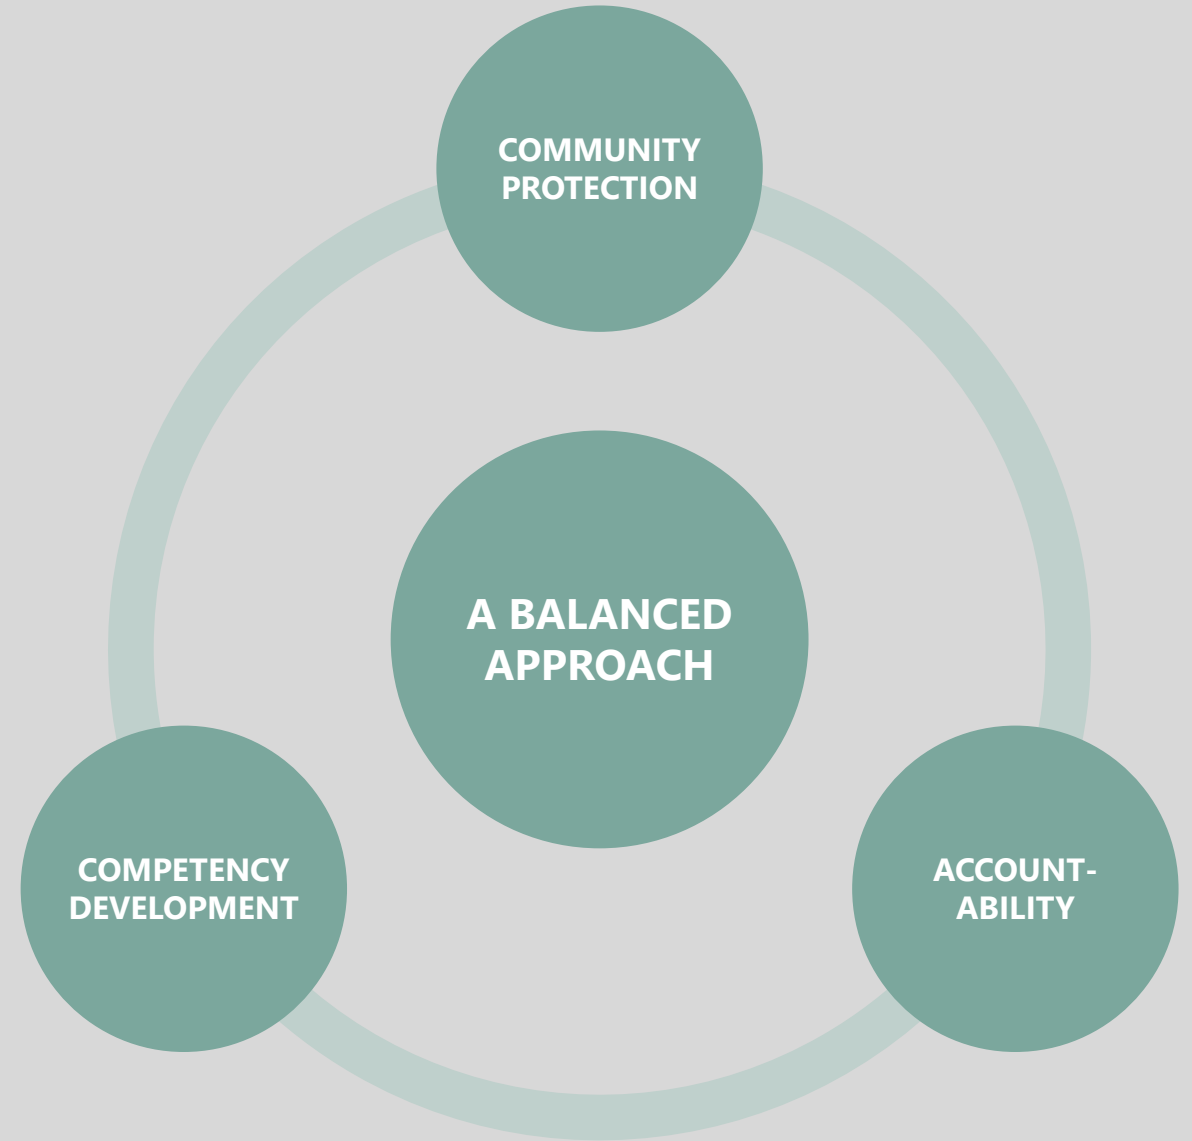 COMMUNITY
PROTECTION
A BALANCED
APPROACH
COMPETENCY
DEVELOPMENT
ACCOUNT-
ABILITY